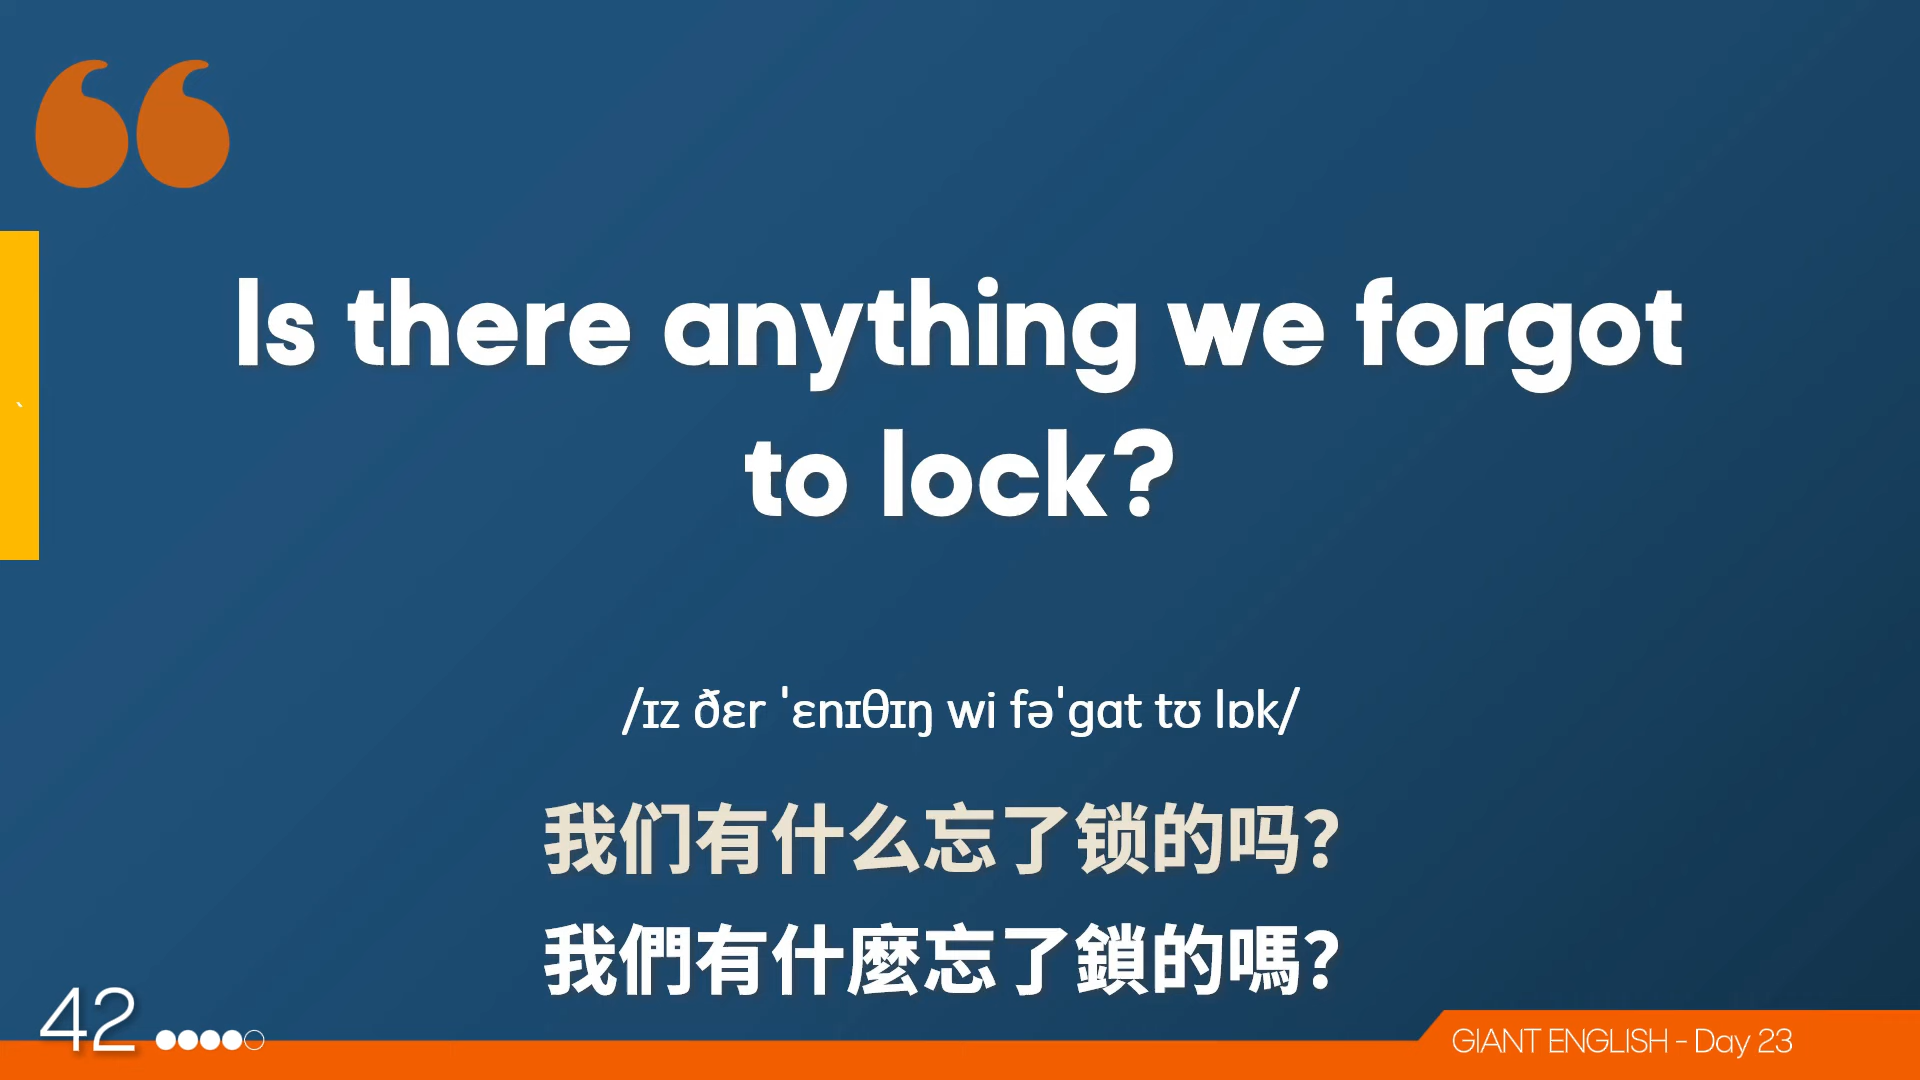 Is there anything we forgot
to lock?
/ɪz ðɛr ˈɛnɪθɪŋ wi fəˈgɑt tʊ lɒk/
我们有什么忘了锁的吗?
我們有什麼忘了鎖的嗎?
42
GIANT ENGLISH - Day 23